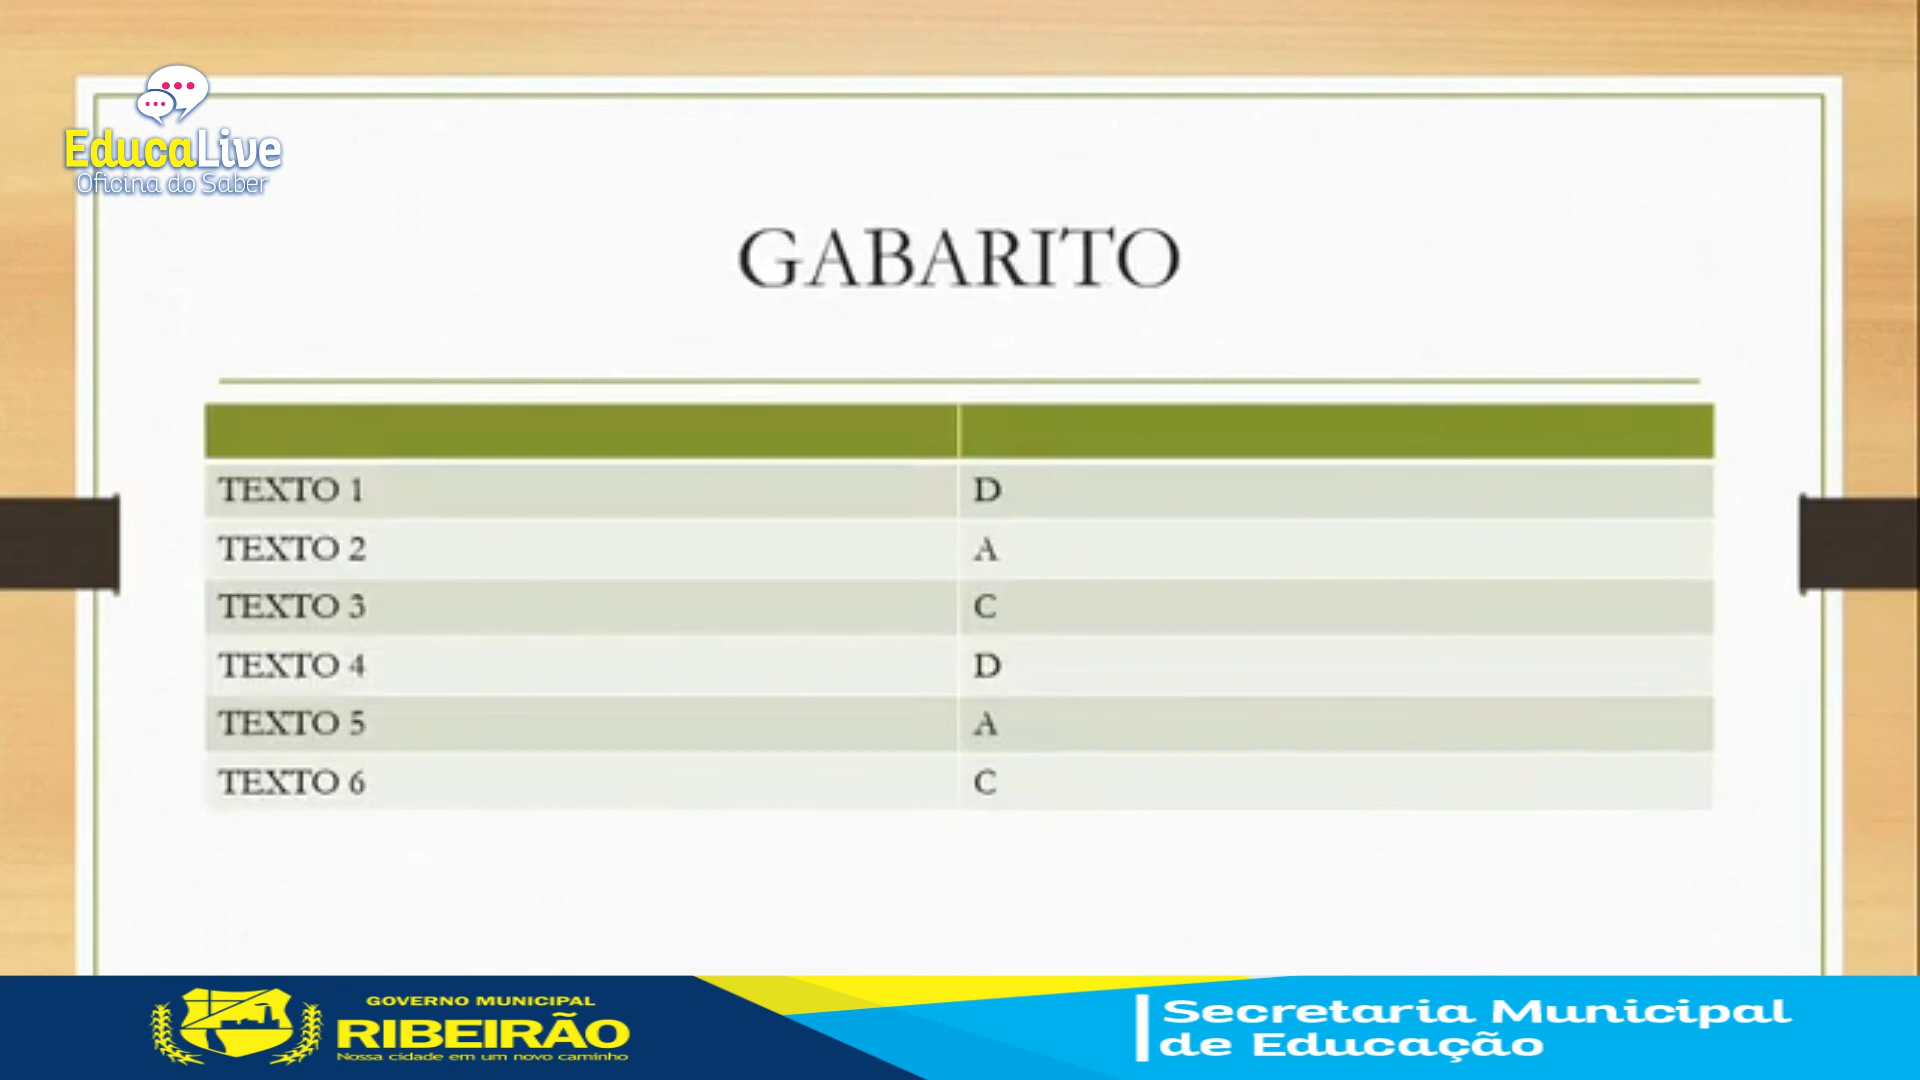 EducaLive
Oficina do Saber
GABARITO
TEXTO 1 D
TEXTO 2 A
TEXTO 3 C
TEXTO 4 D
TEXTO 5 A
TEXTO 6 C
GOVERNO MUNICIPAL
RIBEIRÃO
Nossa cidade em um novo caminho
Secretaria Municipal
de Educação